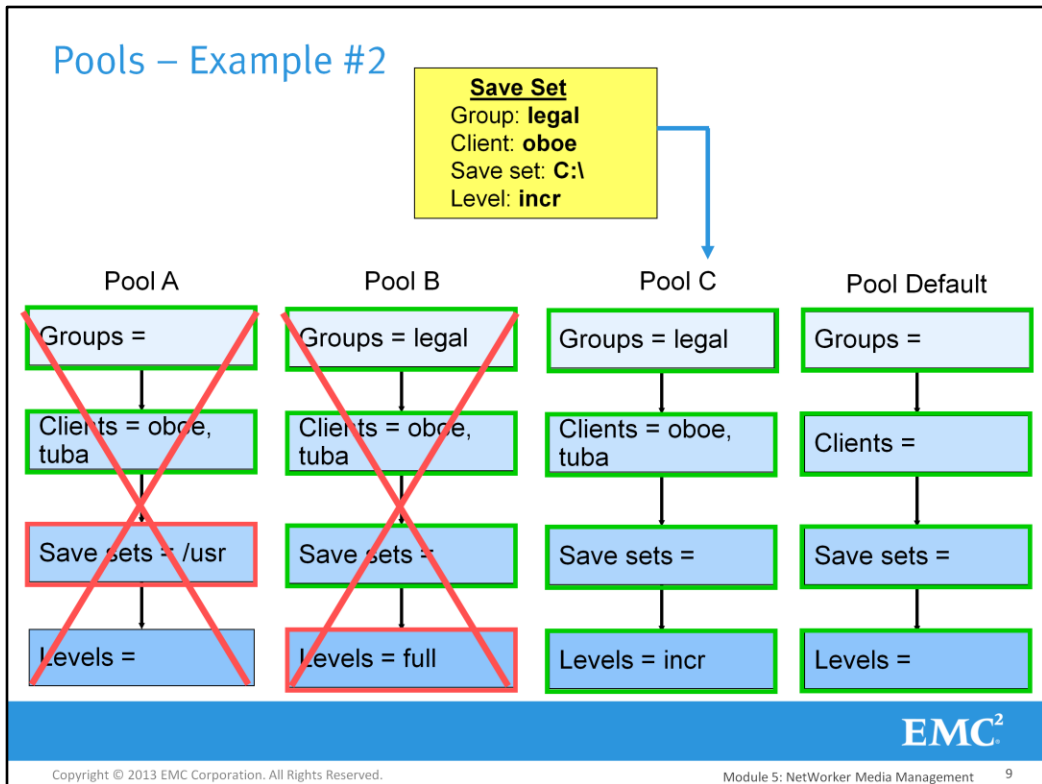 Pools – Example #2
Save Set
Group: legal
Client: oboe
Save set: C:\
Level: incr
Pool A
Groups =
Clients = oboe,
tuba
Save sets = /usr
Levels =
Pool B
Groups = legal
Clients = oboe,
tuba
Save sets =
Levels = full
Pool C
Groups = legal
Clients = oboe,
tuba
Save sets =
Levels = incr
Pool Default
Groups =
Clients =
Save sets =
Levels =
EMC²
Copyright © 2013 EMC Corporation. All Rights Reserved.
Module 5: NetWorker Media Management 9